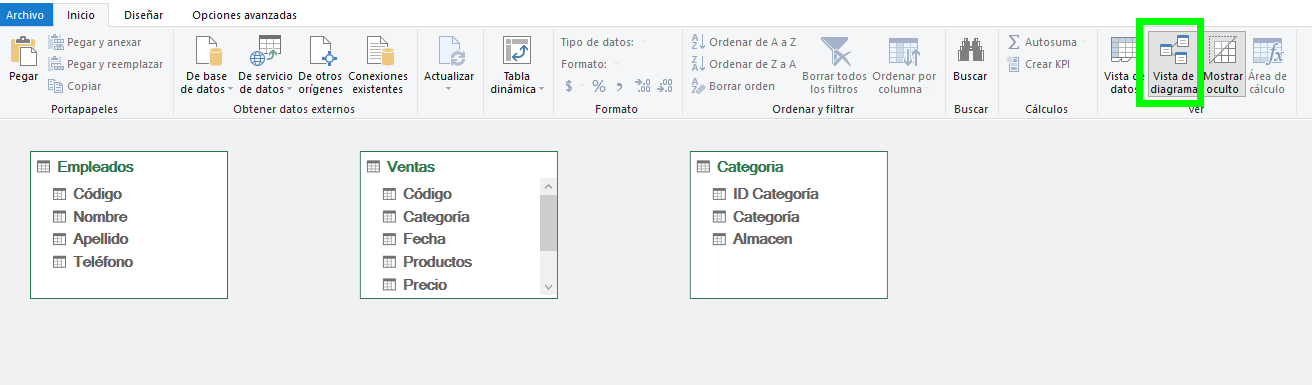 Archivo Inicio Diseñar Opciones avanzadas
Pegar
Pegar y anexar
Pegar y reemplazar
Copiar
Portapapeles
De base de datos
De servicio de datos
De otros orígenes
Conexiones existentes
Obtener datos externos
Actualizar
Tabla dinámica
Tipo de datos:
Formato:
$ % , ,0 ,00 ,00 ,0
Formato
Ordenar de A a Z
Ordenar de Z a A
Borrar orden
Borrar todos los filtros
Ordenar por columna
Ordenar y filtrar
Buscar
Buscar
Autosuma
Crear KPI
Cálculos
Vista de datos
Vista de diagrama
Mostrar oculto
Área de cálculo
Ver
Empleados
Código
Nombre
Apellido
Teléfono
Ventas
Código
Categoría
Fecha
Productos
Precio
Categoria
ID Categoría
Categoría
Almacen